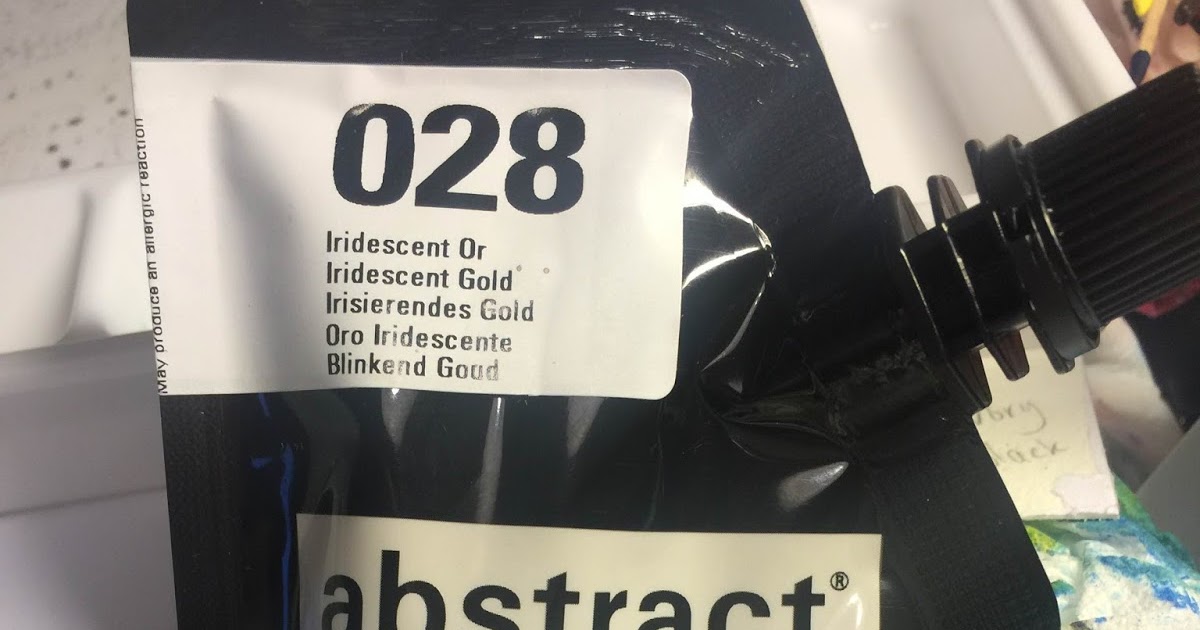 028
Iridescent Or
Iridescent Gold
Irisierendes Gold
Oro Iridescente
Blinkend Goud
May produce an allergic reaction
abstract®